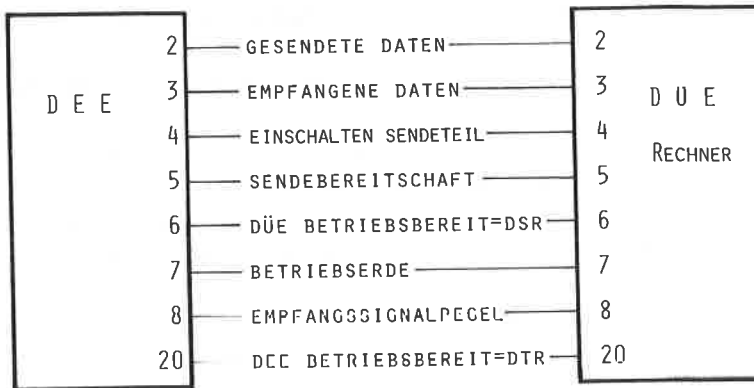 2 GESENDETE DATEN 2
3 EMPFANGENE DATEN 3
D E E D U E
4 EINSCHALTEN SENDETEIL 4
RECHNER
5 SENDEBEREITSCHAFT 5
6 DÜE BETRIEBSBEREIT=DSR 6
7 BETRIEBSERDE 7
8 EMPFANGSSIGNALPEGEL 8
20 DEE BETRIEBSBEREIT=DTR 20